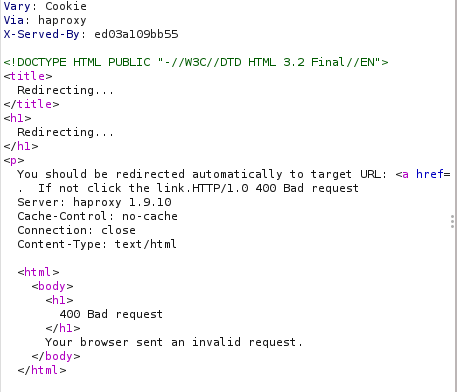 Vary: Cookie
Via: haproxy
X-Served-By: ed03a109bb55
<!DOCTYPE HTML PUBLIC "-//W3C//DTD HTML 3.2 Final//EN">
<title>
Redirecting...
</title>
<h1>
Redirecting...
</h1>
<p>
You should be redirected automatically to target URL: <a href=
.  If not click the link.HTTP/1.0 400 Bad request
Server: haproxy 1.9.10
Cache-Control: no-cache
Connection: close
Content-Type: text/html
<html>
<body>
<h1>
400 Bad request
</h1>
Your browser sent an invalid request.
</body>
</html>